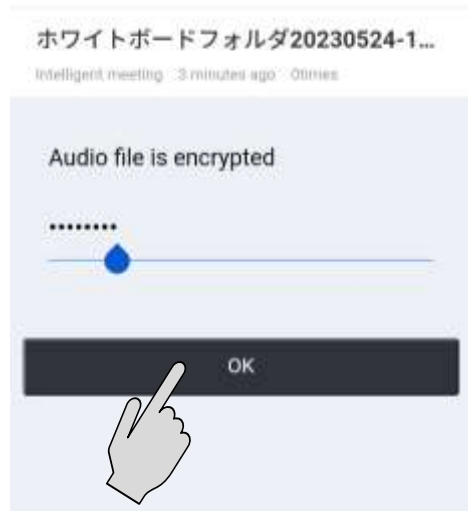 ホワイトボードフォルダ20230524-1...
Intelligent meeting 3 minutes ago 0times
Audio file is encrypted
••••••••
OK